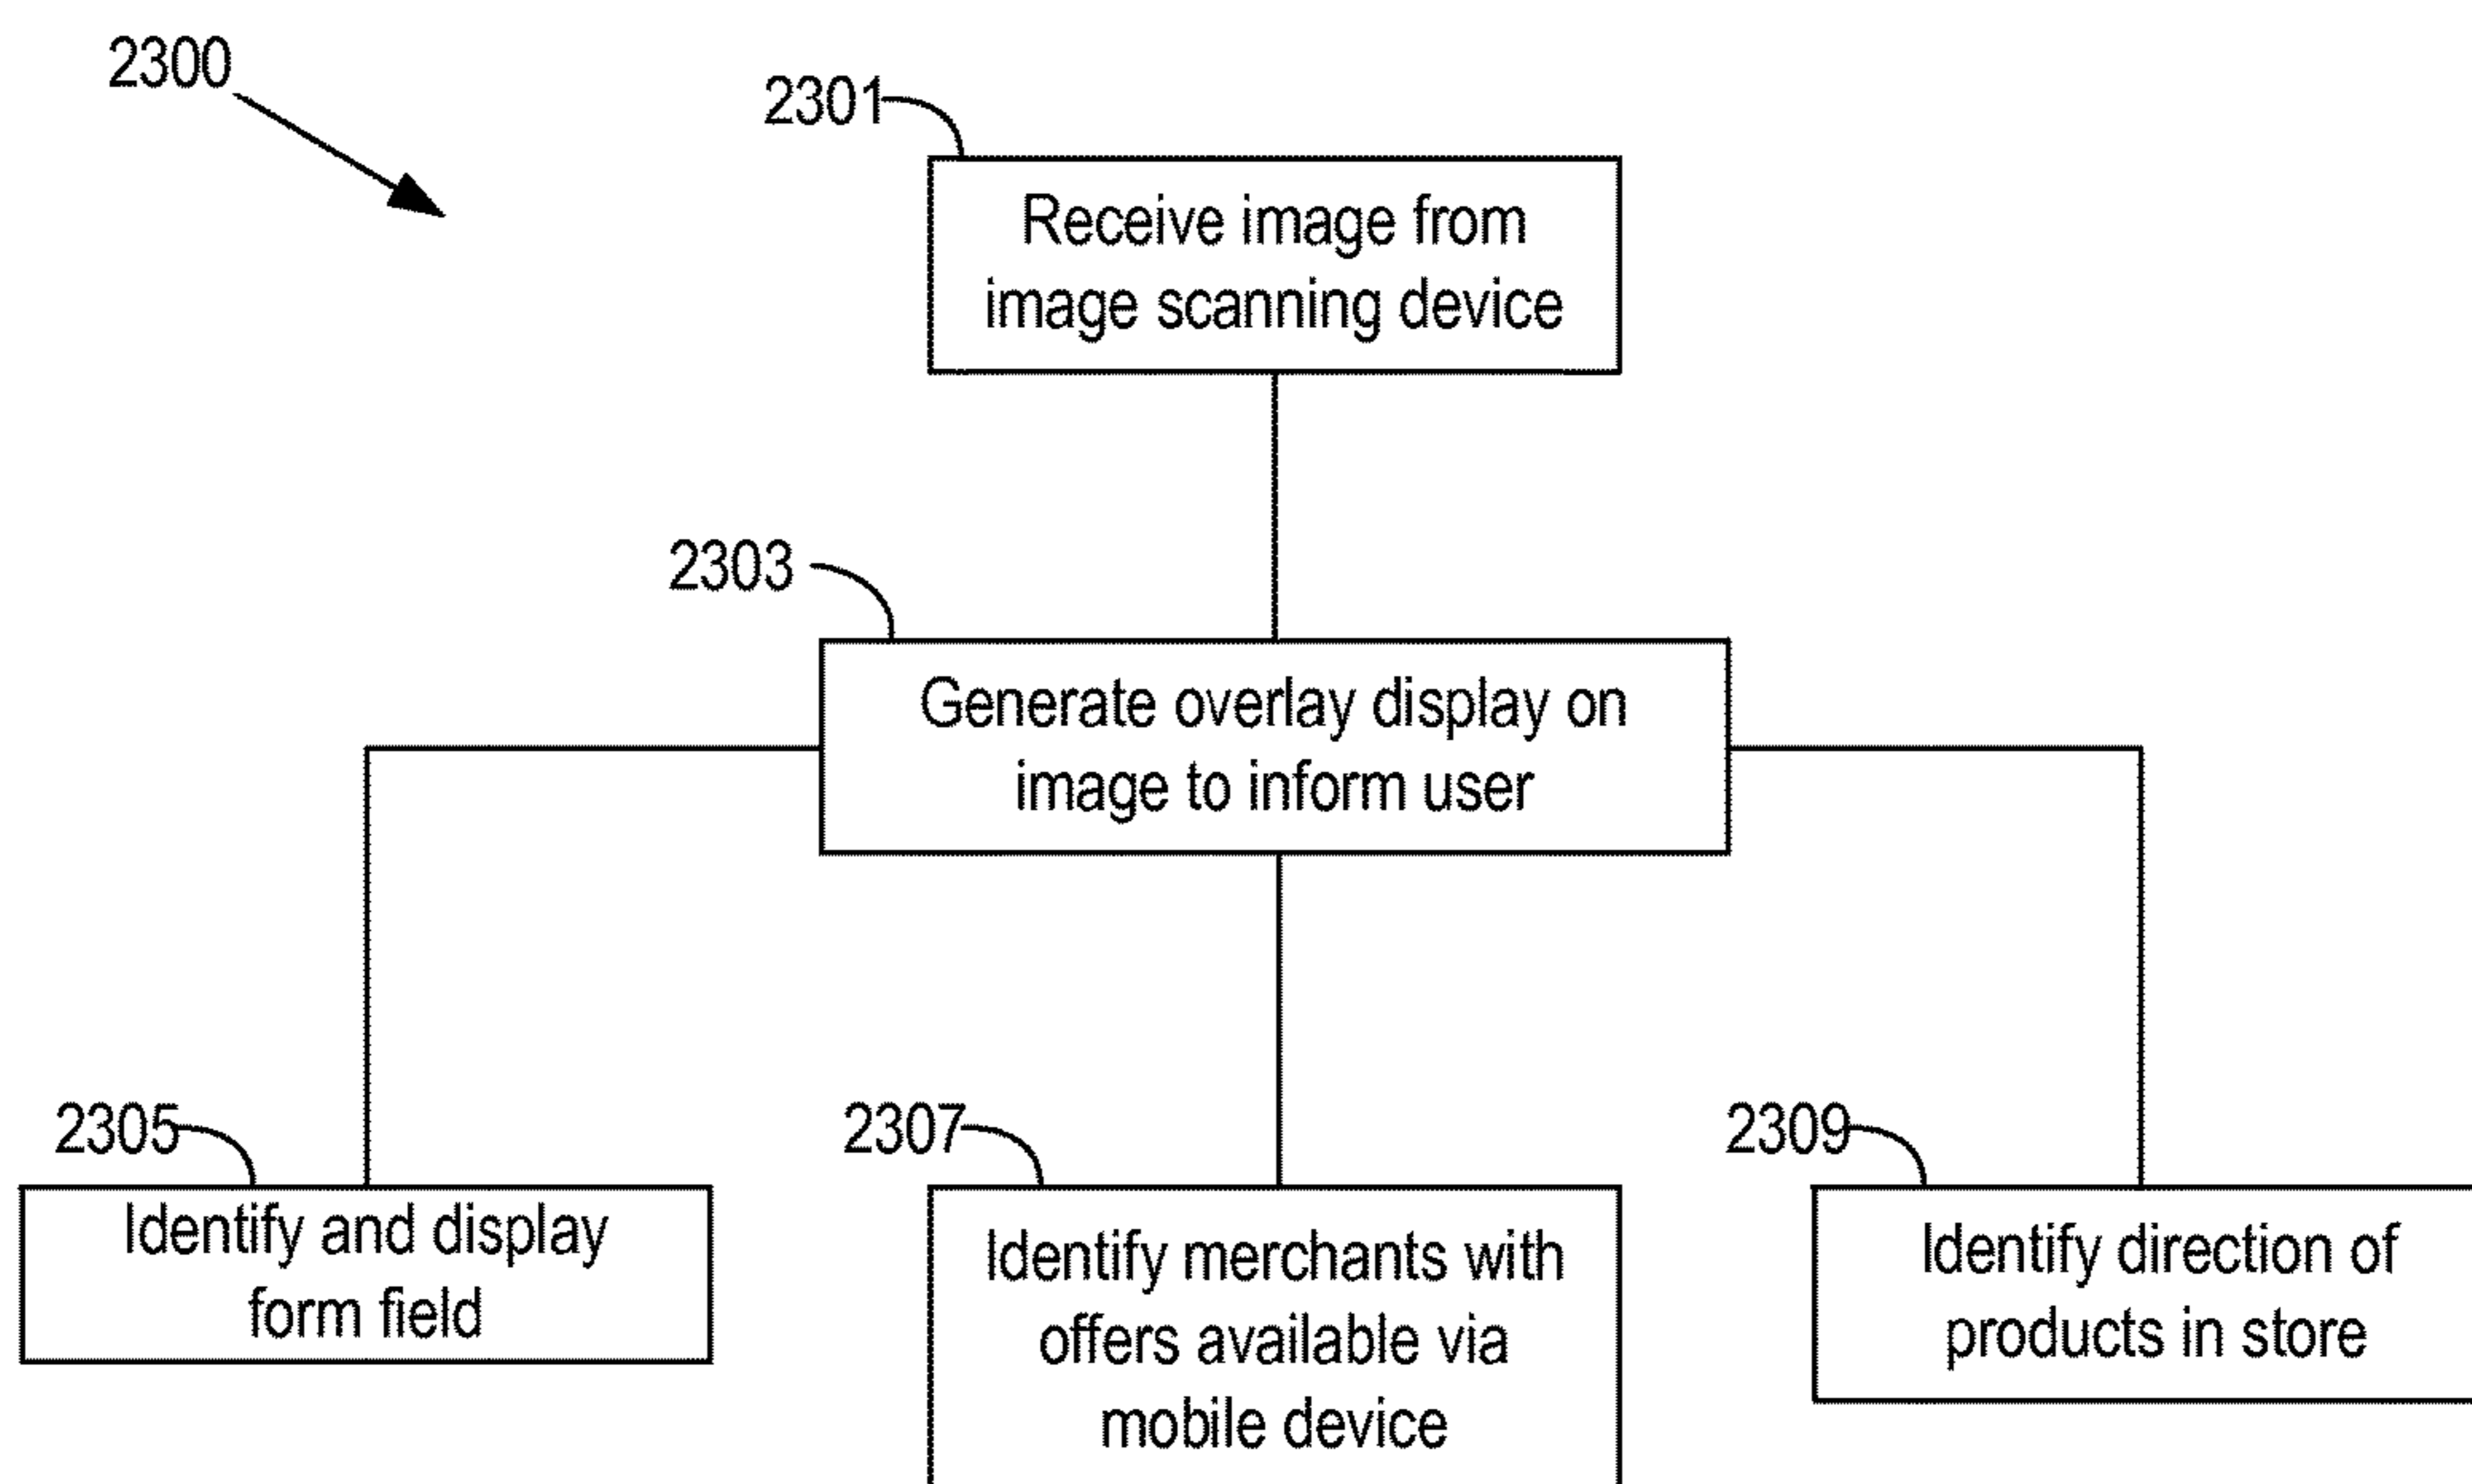 2300
2301
Receive image from
image scanning device
2303
Generate overlay display on
image to inform user
2305
Identify and display
form field
2307
Identify merchants with
offers available via
mobile device
2309
Identify direction of
products in store